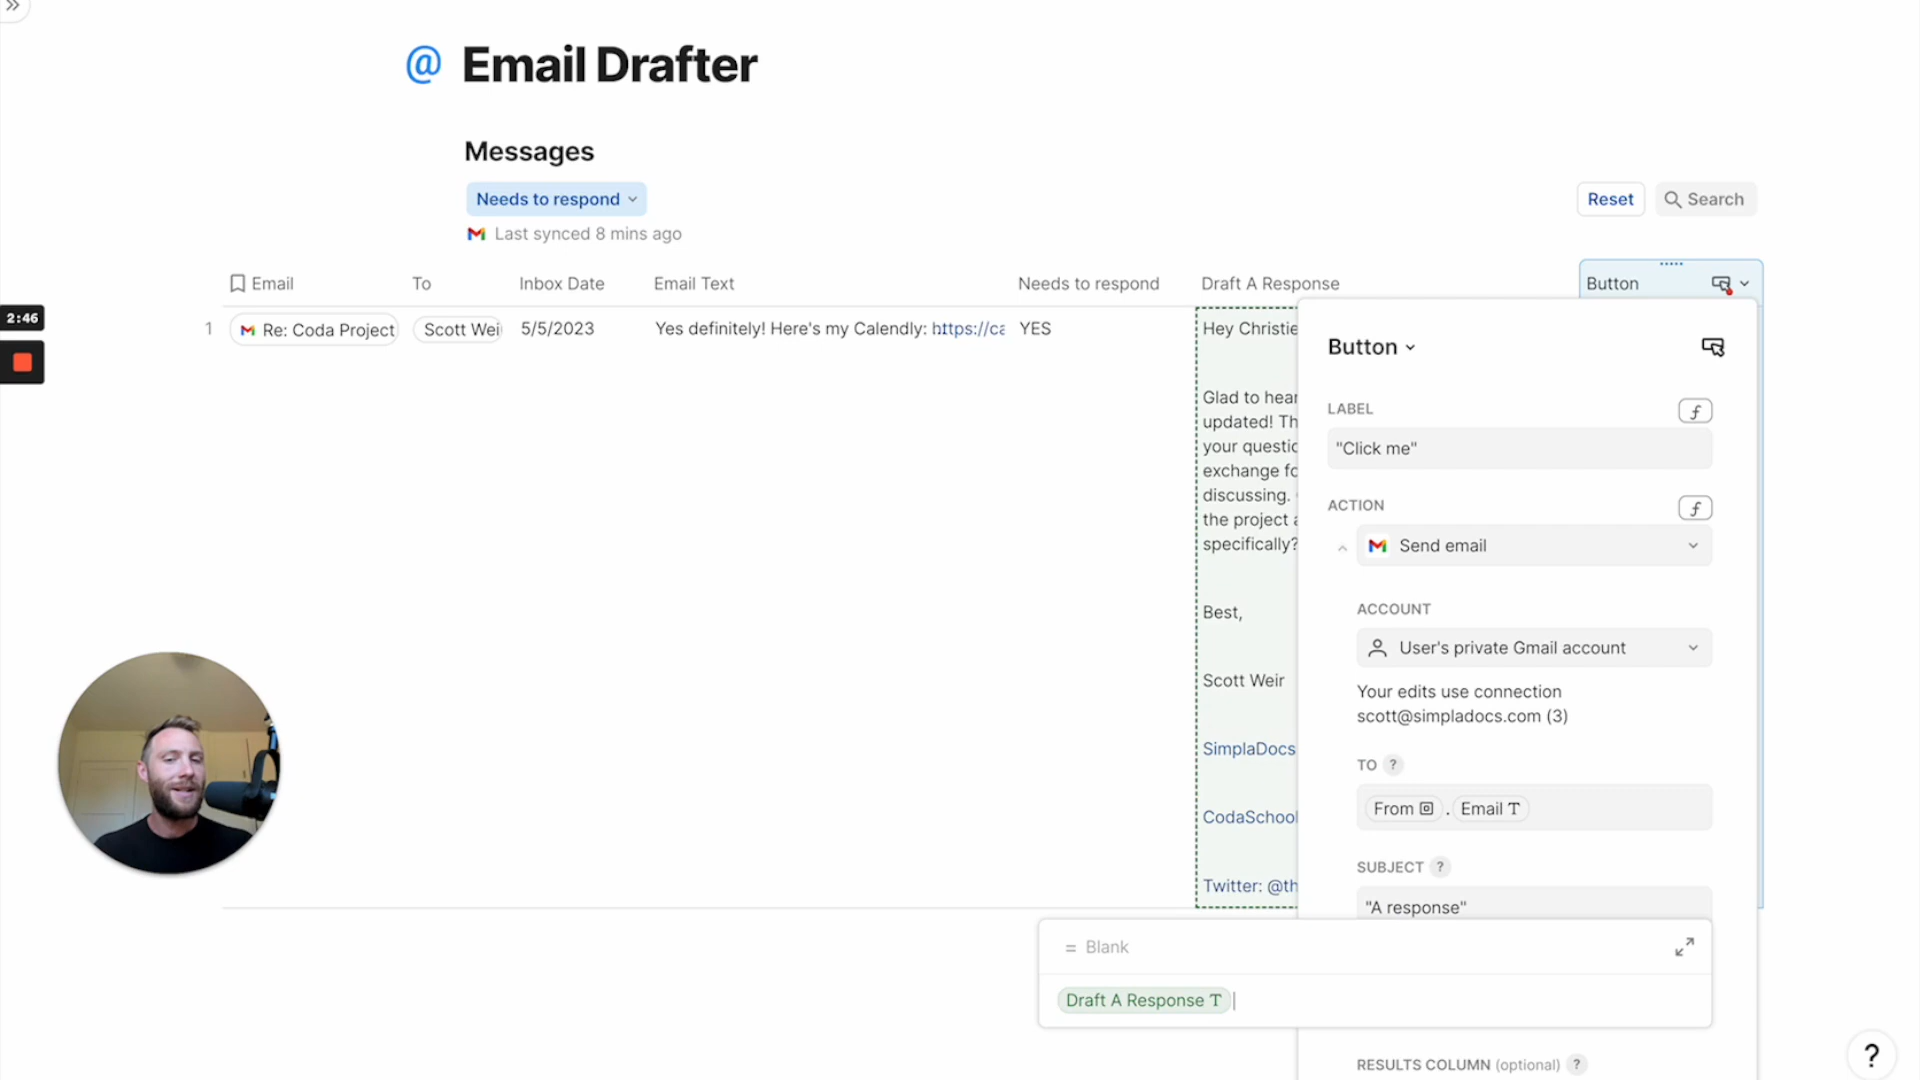 @ Email Drafter
Messages
Needs to respond
Reset
Search
Last synced 8 mins ago
Email
To
Inbox Date
Email Text
Needs to respond
Draft A Response
Button
2:46
1
Re: Coda Project
Scott Wei
5/5/2023
Yes definitely! Here's my Calendly: https://ca
YES
Hey Christie
Glad to hear
updated! Th
your questio
exchange fo
discussing.
the project a
specifically?
Best,
Scott Weir
SimplaDocs
CodaSchool
Twitter: @th
Button
LABEL
"Click me"
ACTION
Send email
ACCOUNT
User's private Gmail account
Your edits use connection
scott@simpladocs.com (3)
TO ?
From . Email T
SUBJECT ?
"A response"
= Blank
Draft A Response T
RESULTS COLUMN (optional) ?
?